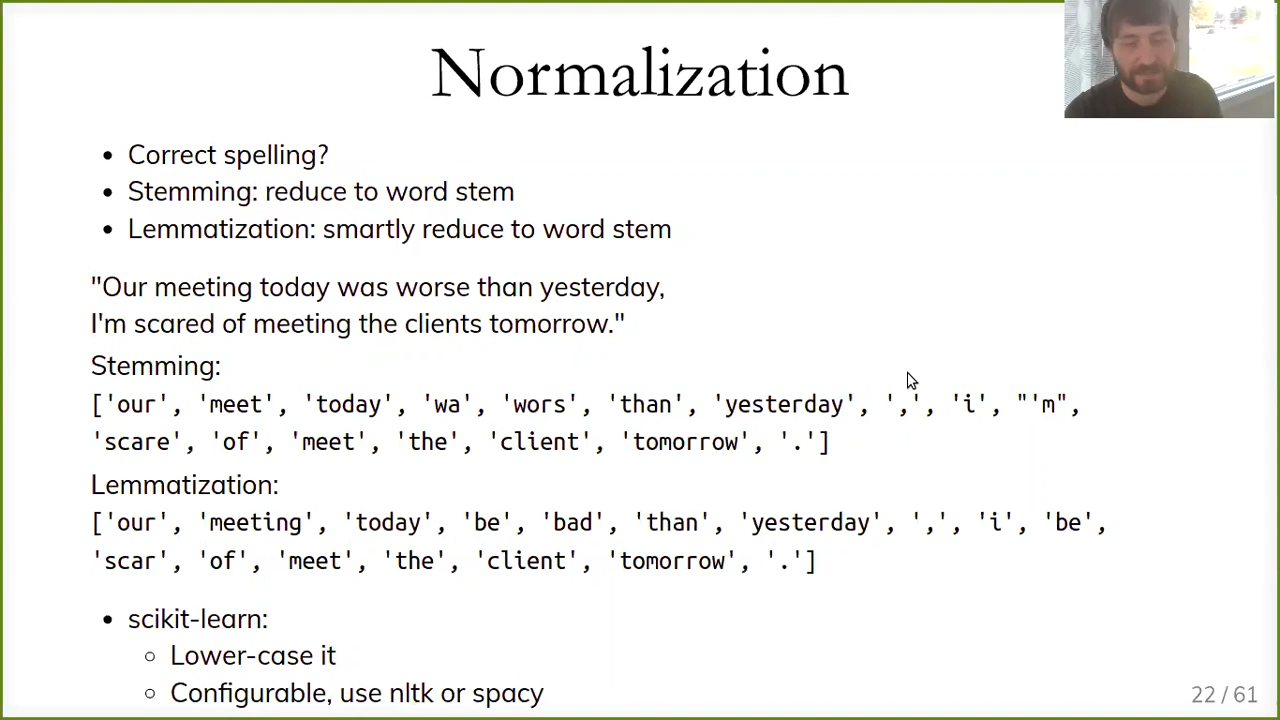 Normalization
• Correct spelling?
• Stemming: reduce to word stem
• Lemmatization: smartly reduce to word stem
"Our meeting today was worse than yesterday,
I'm scared of meeting the clients tomorrow."
Stemming:
['our', 'meet', 'today', 'wa', 'wors', 'than', 'yesterday', ',', 'i', "'m",
'scare', 'of', 'meet', 'the', 'client', 'tomorrow', '.']
Lemmatization:
['our', 'meeting', 'today', 'be', 'bad', 'than', 'yesterday', ',', 'i', 'be',
'scar', 'of', 'meet', 'the', 'client', 'tomorrow', '.']
• scikit-learn:
○ Lower-case it
○ Configurable, use nltk or spacy
22 / 61